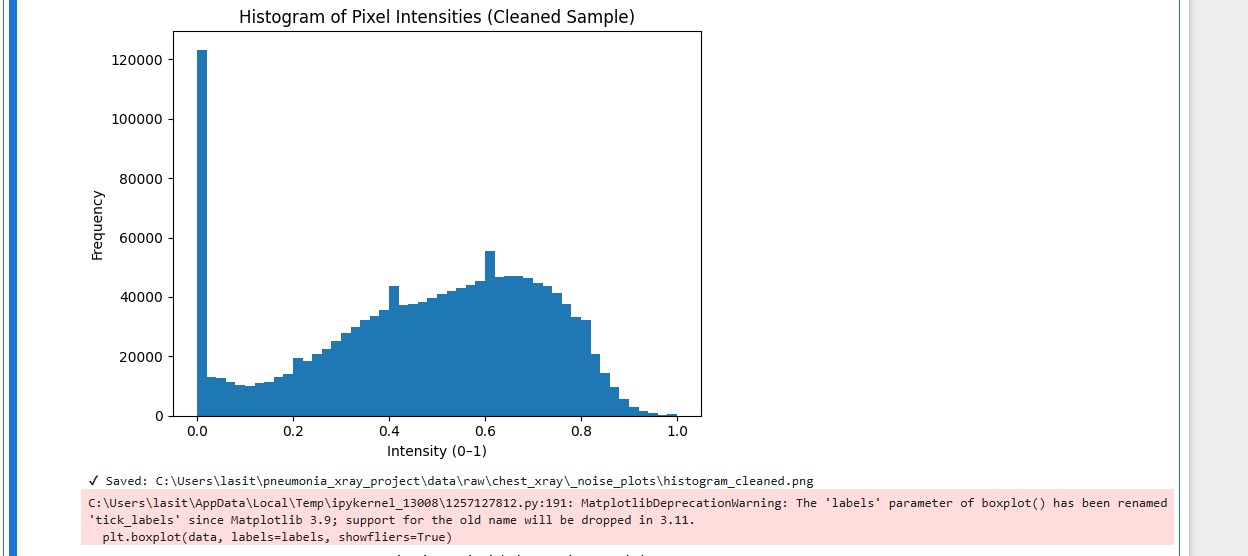 Histogram of Pixel Intensities (Cleaned Sample)
120000
100000
80000
60000
40000
20000
0
Frequency
0.0 0.2 0.4 0.6 0.8 1.0
Intensity (0–1)
✓ Saved: C:\Users\lasit\pneumonia_xray_project\data\raw\chest_xray\_noise_plots\histogram_cleaned.png
C:\Users\lasit\AppData\Local\Temp\ipykernel_13008\1257127812.py:191: MatplotlibDeprecationWarning: The 'labels' parameter of boxplot() has been renamed
'tick_labels' since Matplotlib 3.9; support for the old name will be dropped in 3.11.
plt.boxplot(data, labels=labels, showfliers=True)